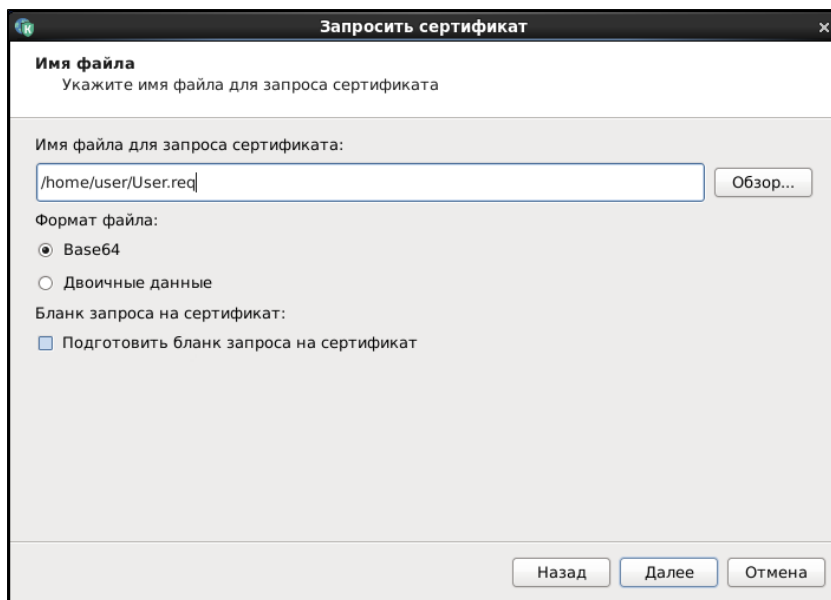 Запросить сертификат
Имя файла
Укажите имя файла для запроса сертификата
Имя файла для запроса сертификата:
/home/user/User.req
Обзор...
Формат файла:
Base64
Двоичные данные
Бланк запроса на сертификат:
Подготовить бланк запроса на сертификат
Назад Далее Отмена